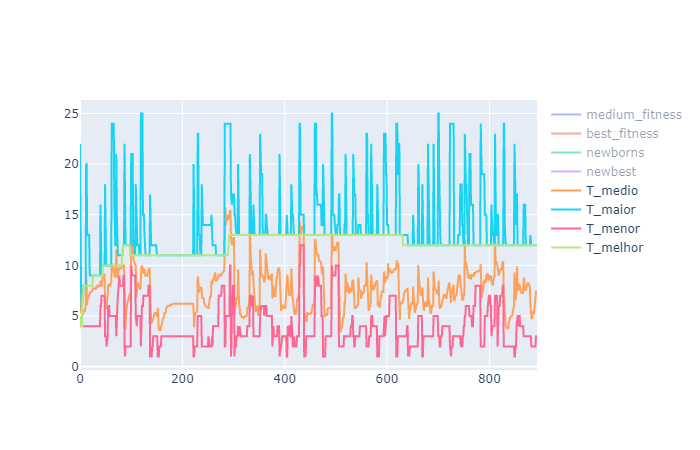 25
20
15
10
5
0
0
200
400
600
800
medium_fitness
best_fitness
newborns
newbest
T_medio
T_maior
T_menor
T_melhor